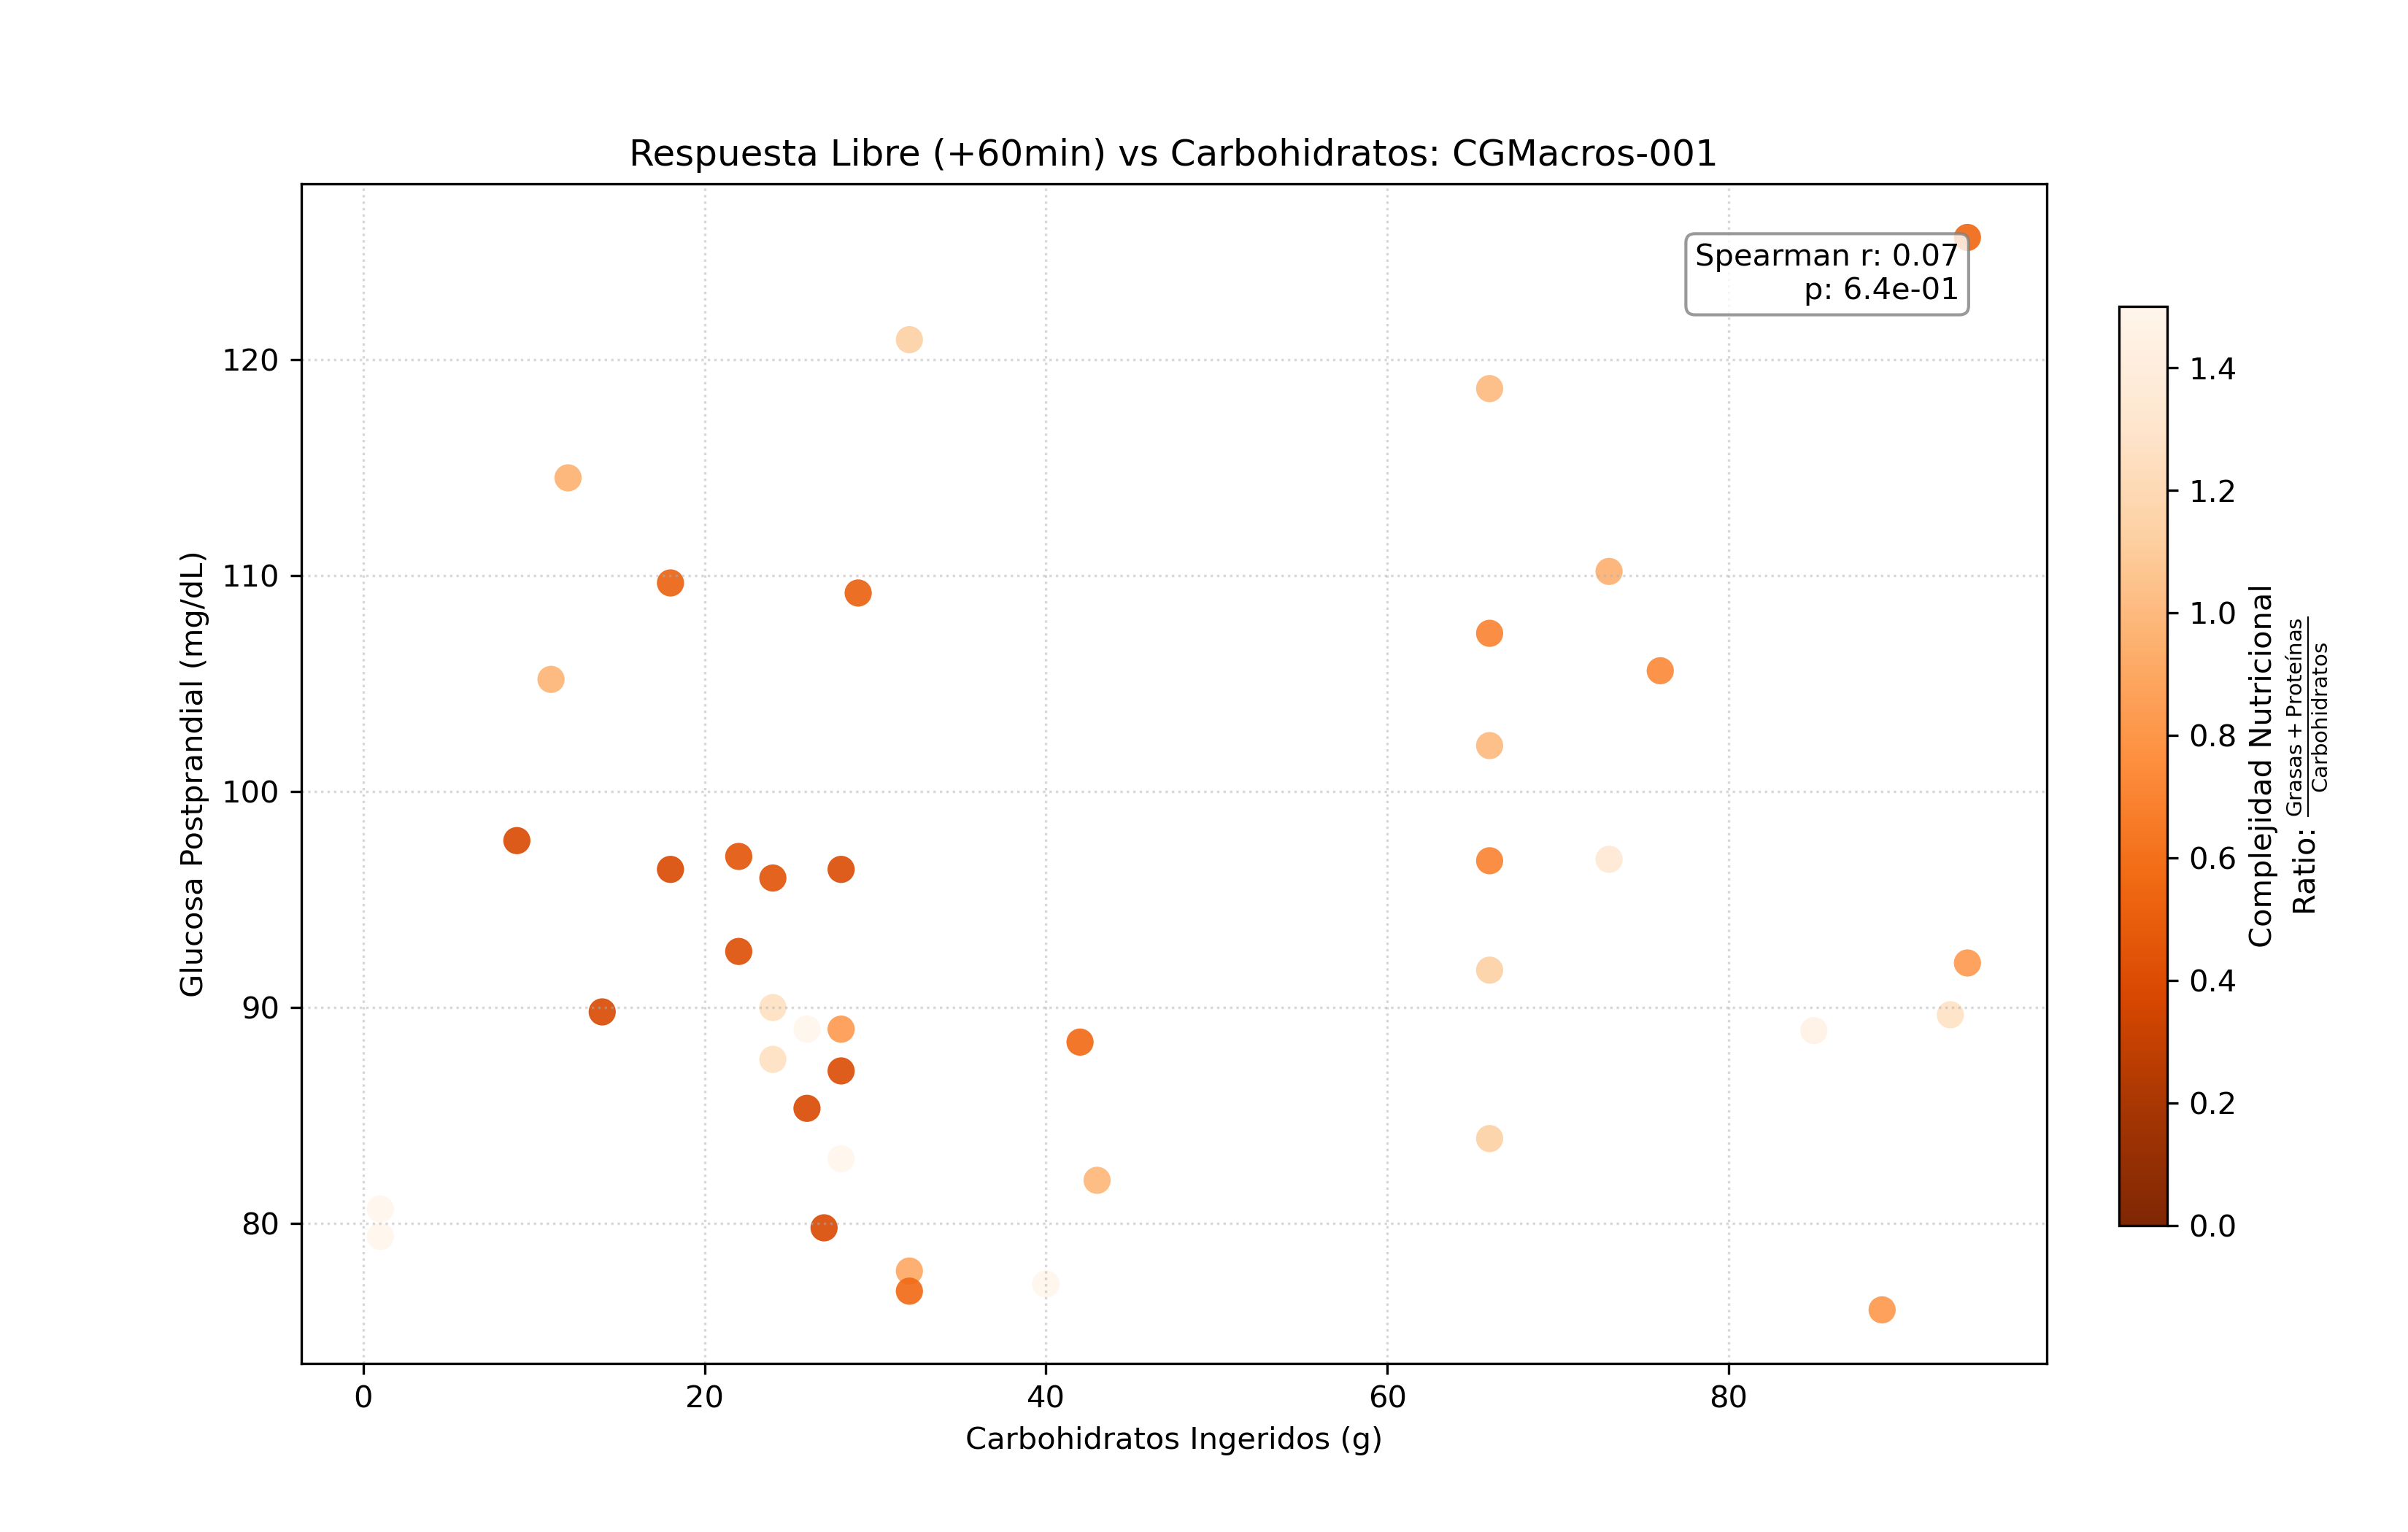 Respuesta Libre (+60min) vs Carbohidratos: CGMacros-001
Spearman r: 0.07
p: 6.4e-01
Glucosa Postprandial (mg/dL)
120
110
100
90
80
0
20
40
60
80
Carbohidratos Ingeridos (g)
1.4
1.2
1.0
0.8
0.6
0.4
0.2
0.0
Complejidad Nutricional
Ratio: Grasas + Proteínas
Carbohidratos